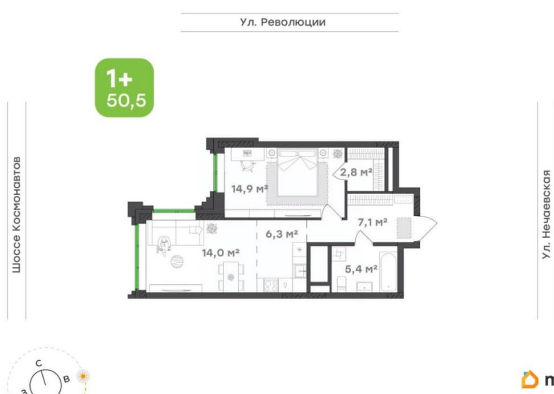 Ул. Революции
1+
50,5
Шоссе Космонавтов
Ул. Нечаевская
14,9 м²
2,8 м²
7,1 м²
6,3 м²
14,0 м²
5,4 м²
С
В
З
m